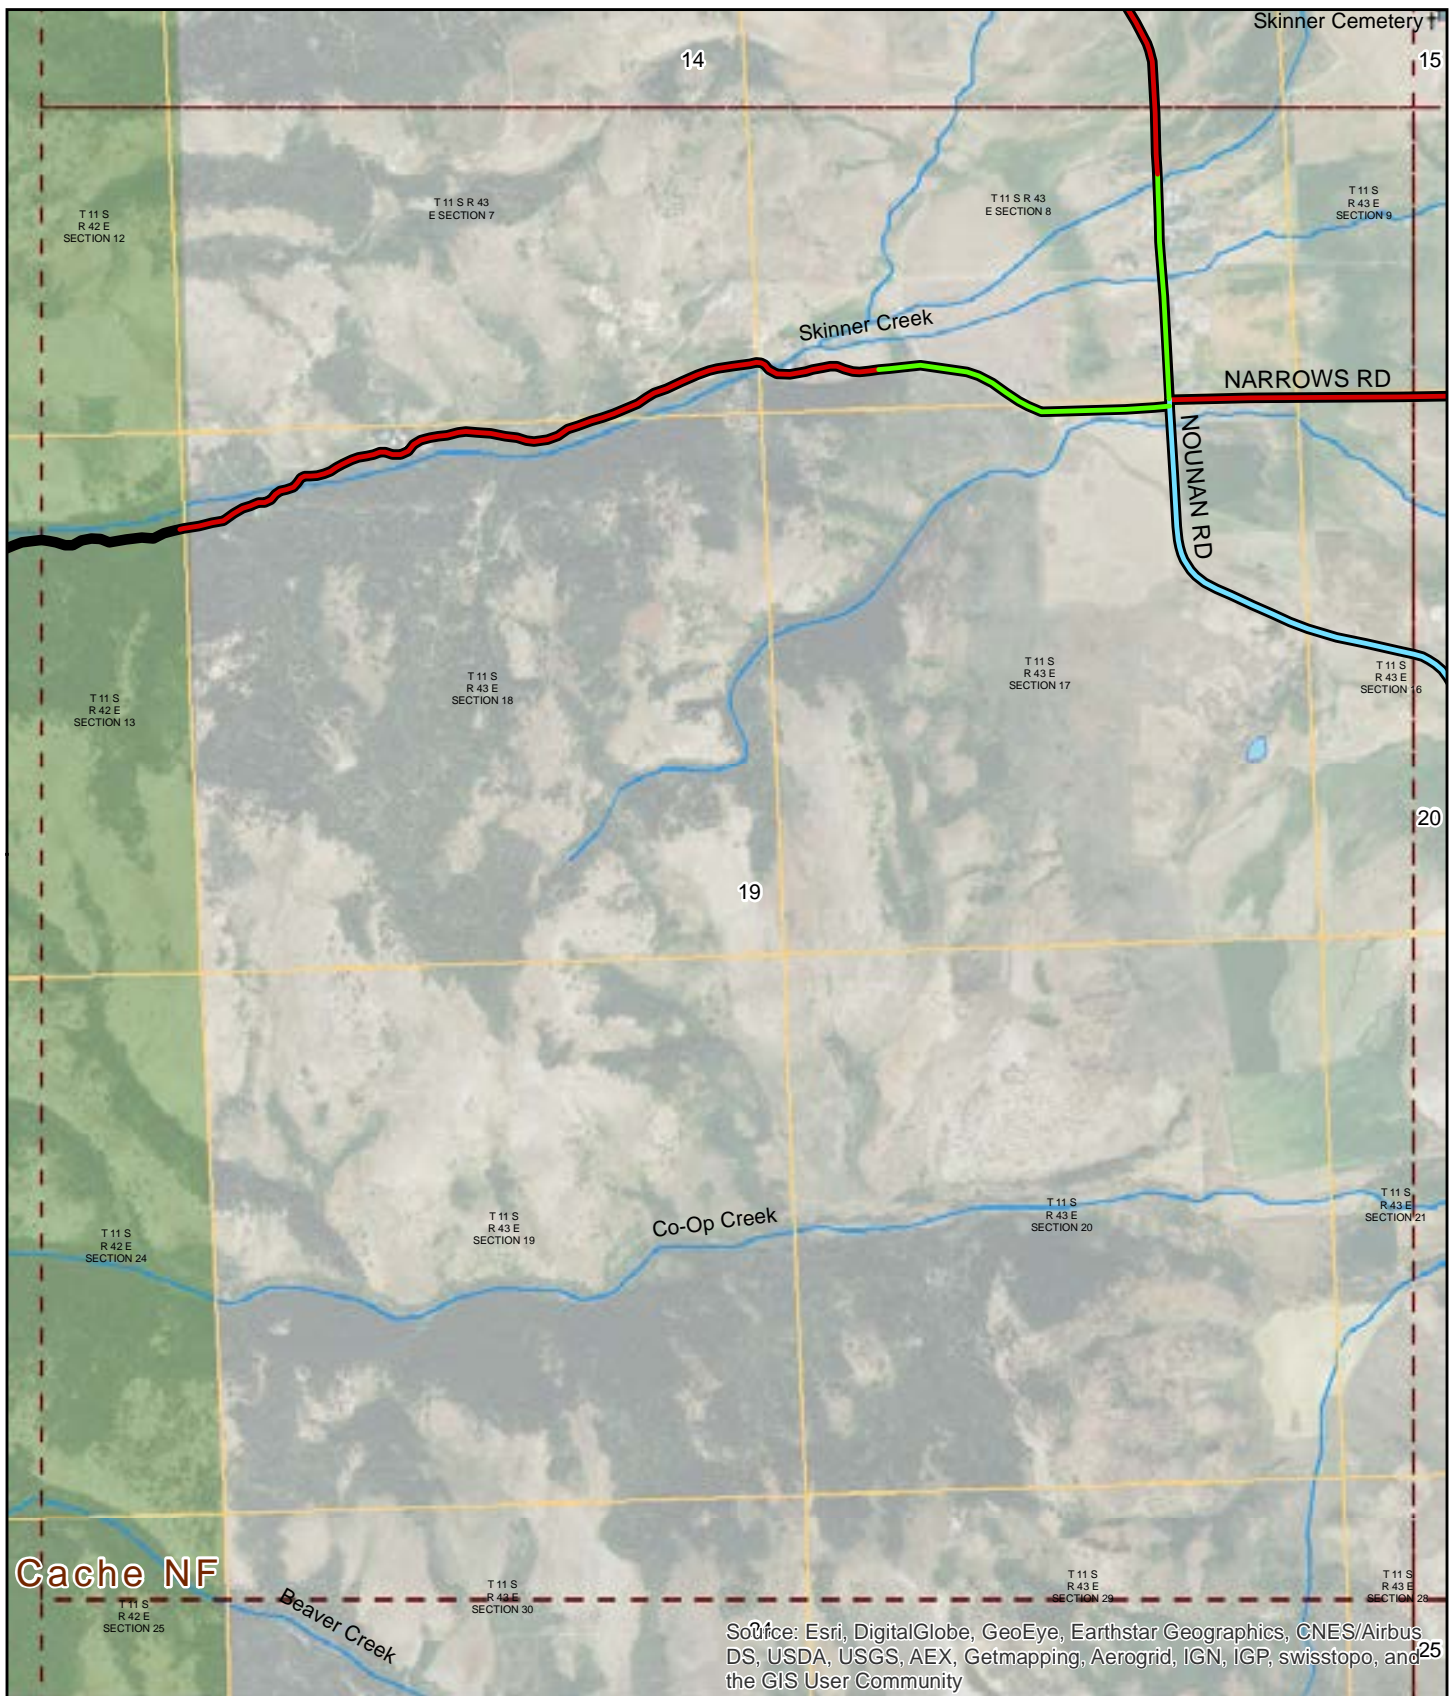 Skinner Cemetery
14
15
T 11 S
R 42 E
SECTION 12
T 11 S R 43
E SECTION 7
T 11 S R 43
E SECTION 8
T 11 S
R 43 E
SECTION 9
Skinner Creek
NARROWS RD
NOUNAN RD
T 11 S
R 42 E
SECTION 13
T 11 S
R 43 E
SECTION 18
T 11 S
R 43 E
SECTION 17
T 11 S
R 43 E
SECTION 16
20
19
T 11 S
R 42 E
SECTION 24
T 11 S
R 43 E
SECTION 19
Co-Op Creek
T 11 S
R 43 E
SECTION 20
T 11 S
R 43 E
SECTION 21
Cache NF
T 11 S
R 42 E
SECTION 25
Beaver Creek
T 11 S
R 43 E
SECTION 30
T 11 S
R 43 E
SECTION 29
T 11 S
R 43 E
SECTION 28
24
25
Source: Esri, DigitalGlobe, GeoEye, Earthstar Geographics, CNES/Airbus
DS, USDA, USGS, AEX, Getmapping, Aerogrid, IGN, IGP, swisstopo, and
the GIS User Community